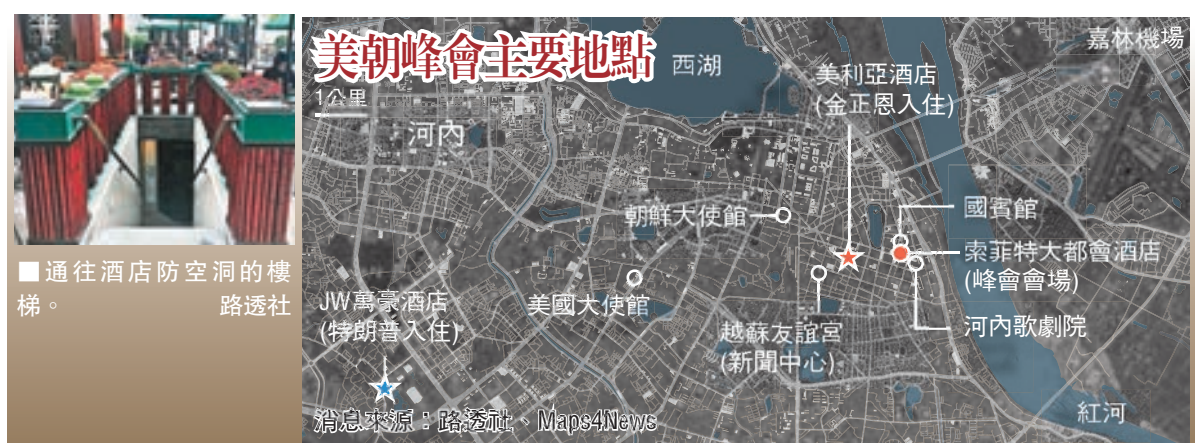 ■通往酒店防空洞的樓
梯。 路透社
美朝峰會主要地點
1公里
西湖
嘉林機場
美利亞酒店
(金正恩入住)
河內
朝鮮大使館
國賓館
索菲特大都會酒店
(峰會會場)
美國大使館
JW萬豪酒店
(特朗普入住)
越蘇友誼宮
(新聞中心)
河內歌劇院
紅河
消息來源：路透社、Maps4News